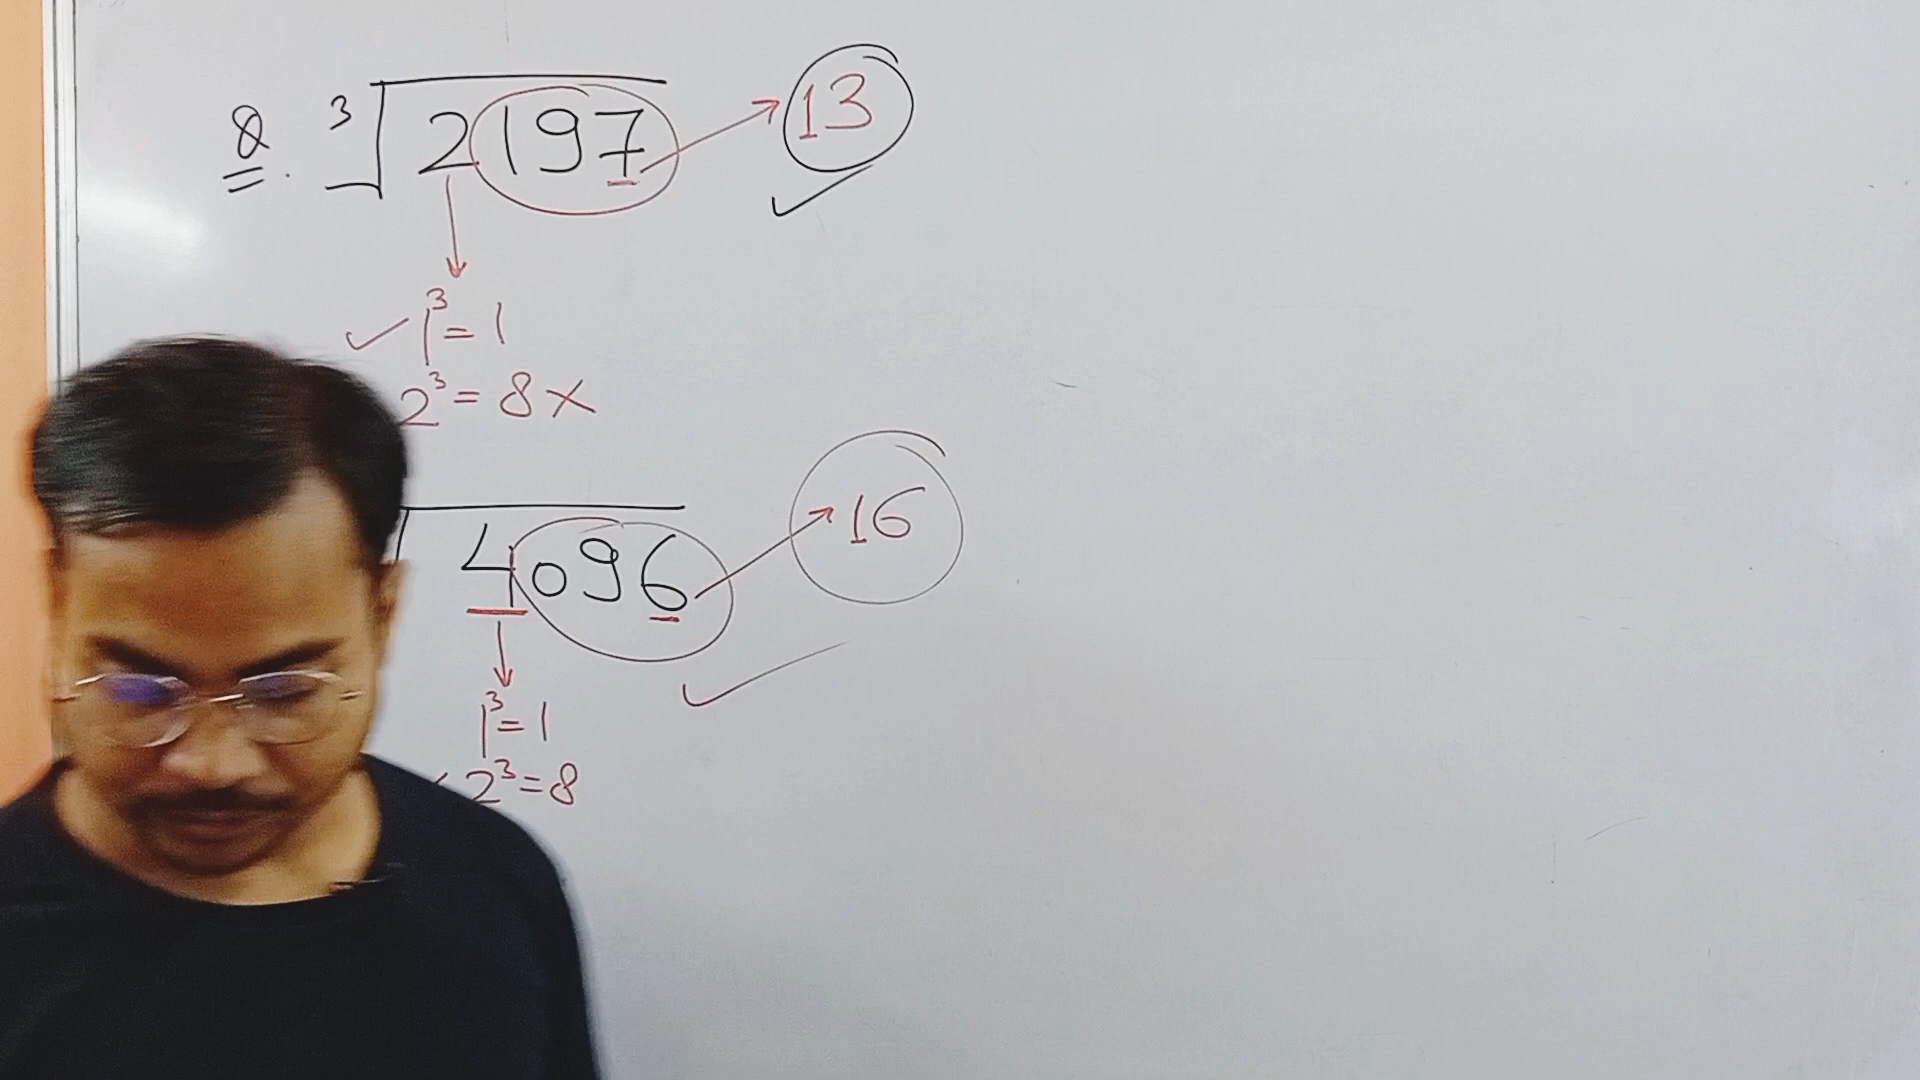 Q. ³√2197 → 13
1³ = 1
2³ = 8 ×
√4096 → 16
1³ = 1
2³ = 8